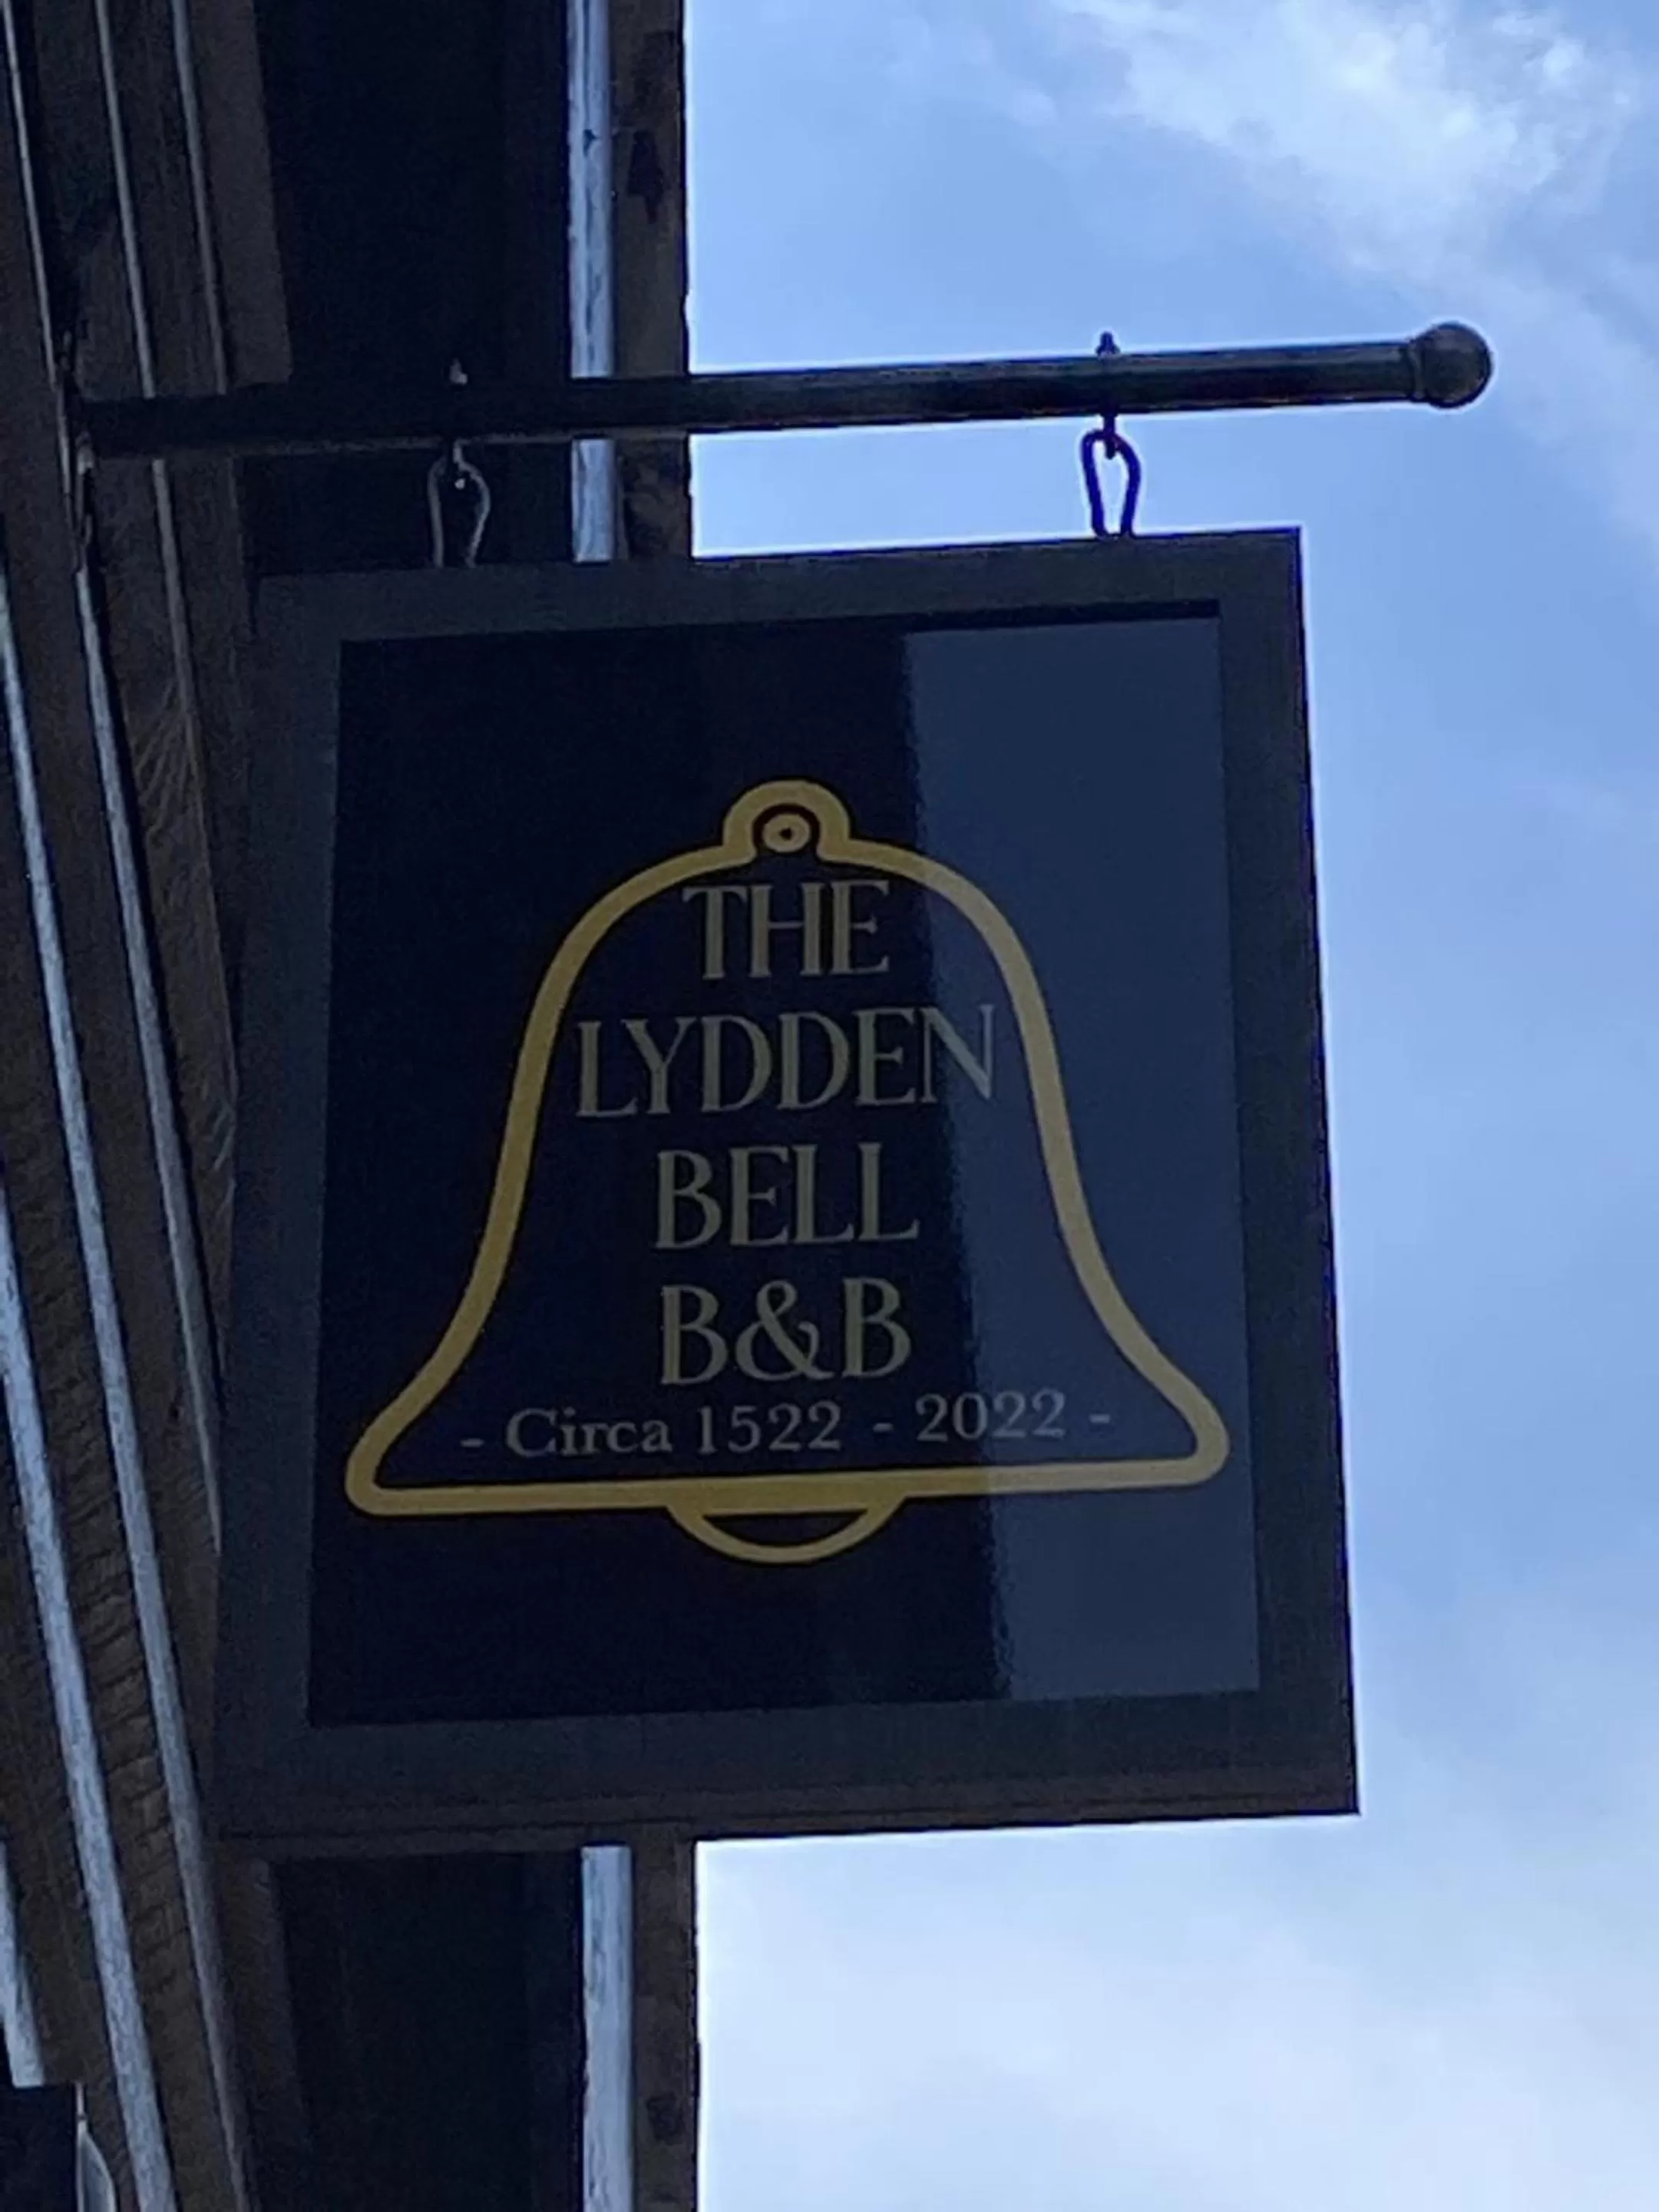 THE
LYDDEN
BELL
B&B
- Circa 1522 - 2022 -